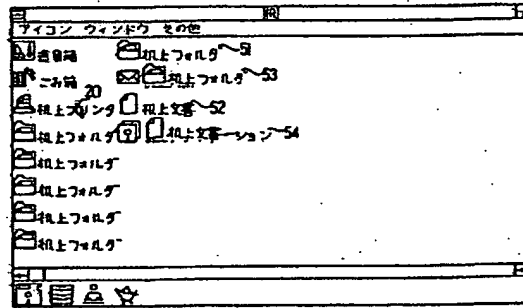 アイコン ウィンドウ その他
道具箱 机上フォルダ 51
ごみ箱 机上フォルダ 53
20
机上プリンタ 机上文書 52
机上フォルダ 机上文書ーション 54
机上フォルダ
机上フォルダ
机上フォルダ
机上フォルダ